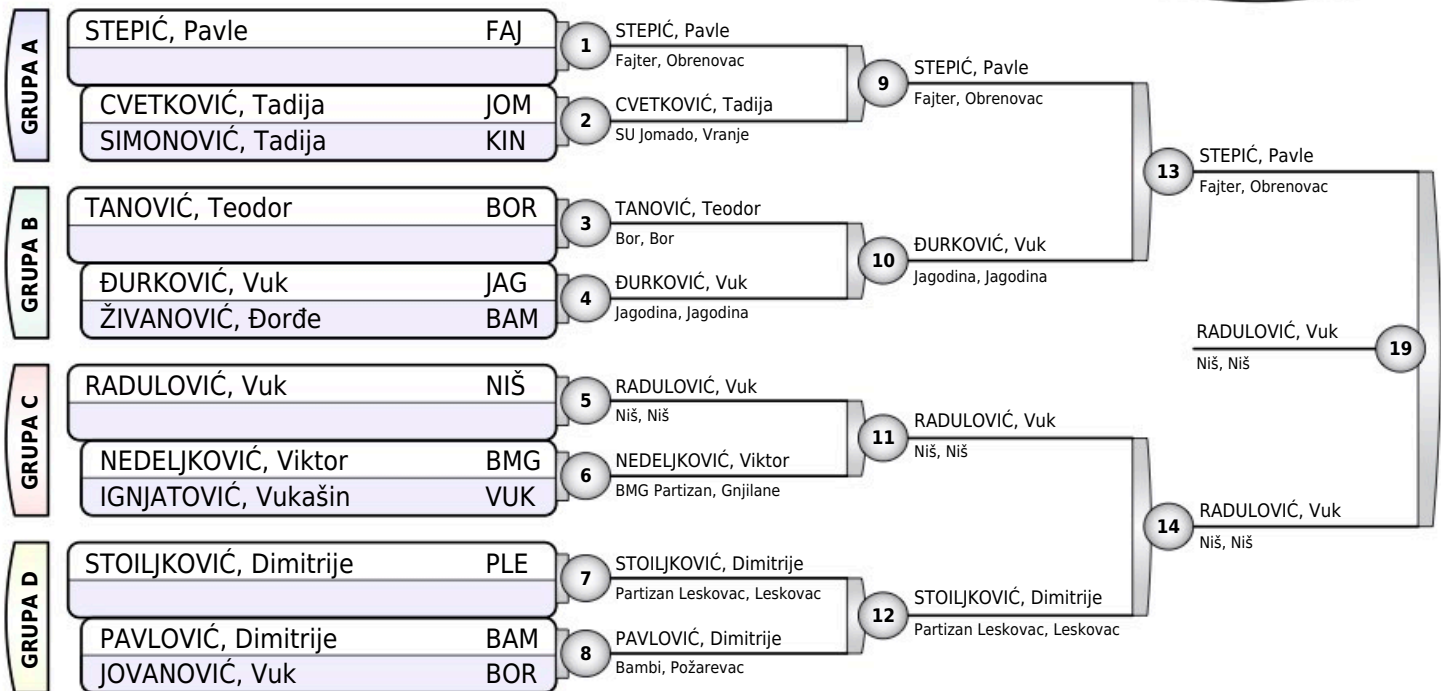 GRUPA A
STEPIĆ, Pavle FAJ
CVETKOVIĆ, Tadija JOM
SIMONOVIĆ, Tadija KIN
GRUPA B
TANOVIĆ, Teodor BOR
ĐURKOVIĆ, Vuk JAG
ŽIVANOVIĆ, Đorđe BAM
GRUPA C
RADULOVIĆ, Vuk NIŠ
NEDELJKOVIĆ, Viktor BMG
IGNJATOVIĆ, Vukašin VUK
GRUPA D
STOILJKOVIĆ, Dimitrije PLE
PAVLOVIĆ, Dimitrije BAM
JOVANOVIĆ, Vuk BOR
1 STEPIĆ, Pavle
Fajter, Obrenovac
2 CVETKOVIĆ, Tadija
SU Jomado, Vranje
3 TANOVIĆ, Teodor
Bor, Bor
4 ĐURKOVIĆ, Vuk
Jagodina, Jagodina
5 RADULOVIĆ, Vuk
Niš, Niš
6 NEDELJKOVIĆ, Viktor
BMG Partizan, Gnjilane
7 STOILJKOVIĆ, Dimitrije
Partizan Leskovac, Leskovac
8 PAVLOVIĆ, Dimitrije
Bambi, Požarevac
9 STEPIĆ, Pavle
Fajter, Obrenovac
10 ĐURKOVIĆ, Vuk
Jagodina, Jagodina
11 RADULOVIĆ, Vuk
Niš, Niš
12 STOILJKOVIĆ, Dimitrije
Partizan Leskovac, Leskovac
13 STEPIĆ, Pavle
Fajter, Obrenovac
14 RADULOVIĆ, Vuk
Niš, Niš
RADULOVIĆ, Vuk 19
Niš, Niš